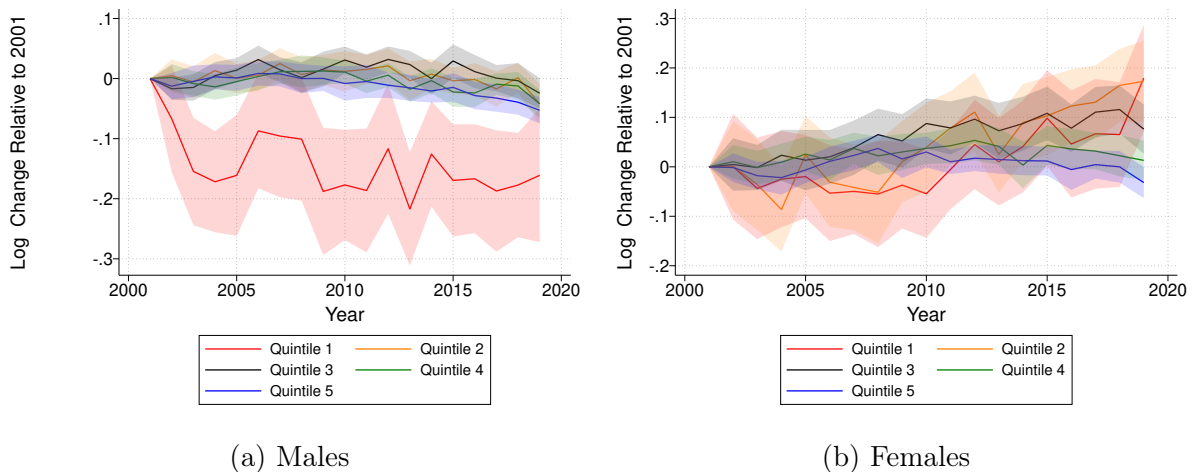 Log Change Relative to 2001
.1
0
-.1
-.2
-.3
2000 2005 2010 2015 2020
Year
Quintile 1 Quintile 2
Quintile 3 Quintile 4
Quintile 5
(a) Males
Log Change Relative to 2001
.3
.2
.1
0
-.1
-.2
2000 2005 2010 2015 2020
Year
Quintile 1 Quintile 2
Quintile 3 Quintile 4
Quintile 5
(b) Females